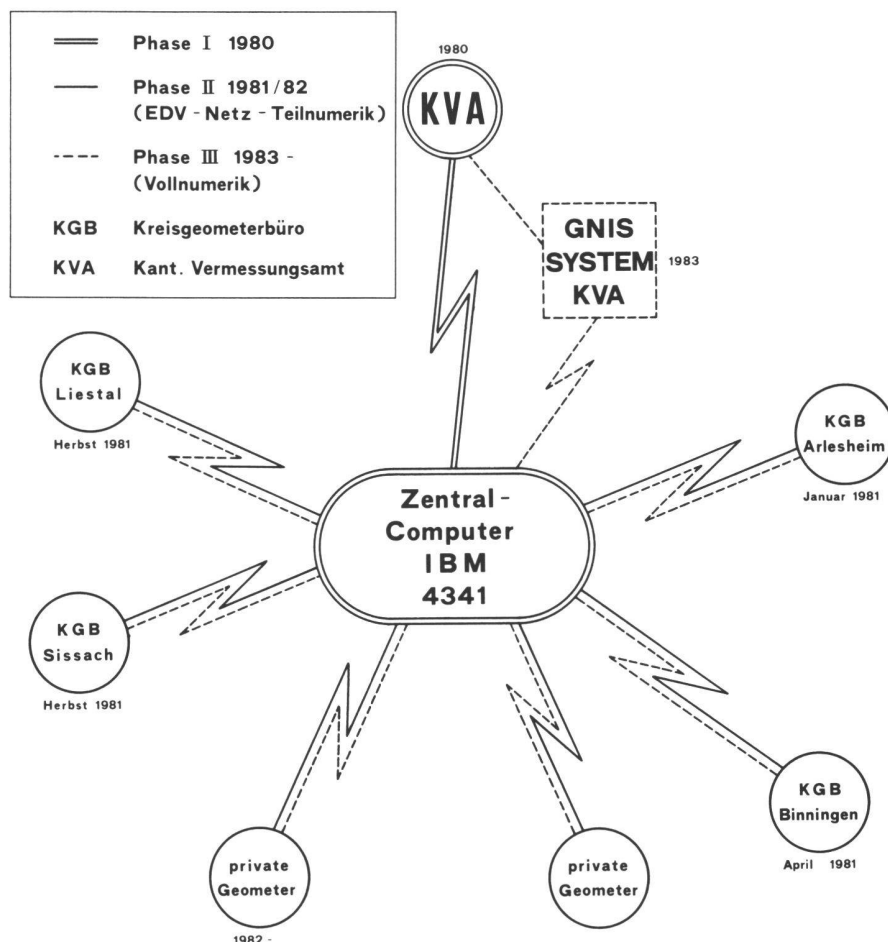 Phase I 1980
Phase II 1981/82
(EDV - Netz - Teilnumerik)
Phase III 1983 -
(Vollnumerik)
KGB Kreisgeometerbüro
KVA Kant. Vermessungsamt
1980
KVA
GNIS
SYSTEM
KVA
1983
KGB
Liestal
Herbst 1981
KGB
Arlesheim
Januar 1981
Zentral-
Computer
IBM
4341
KGB
Sissach
Herbst 1981
KGB
Binningen
April 1981
private
Geometer
1982 -
private
Geometer